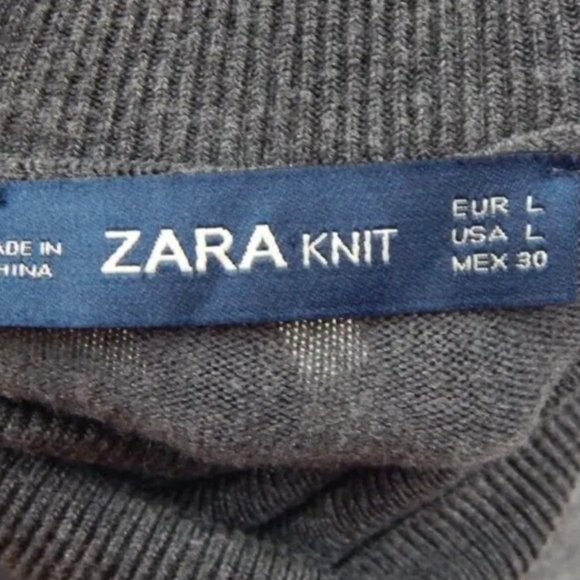 ADE IN
HINA
ZARA KNIT
EUR L
USA L
MEX 30